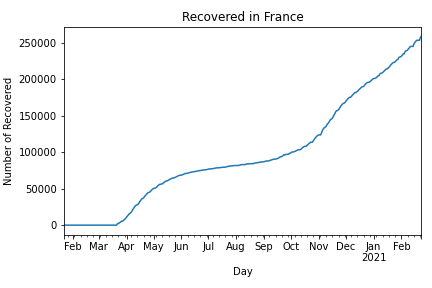 Recovered in France
Number of Recovered
250000
200000
150000
100000
50000
0
Feb Mar Apr May Jun Jul Aug Sep Oct Nov Dec Jan Feb
2021
Day